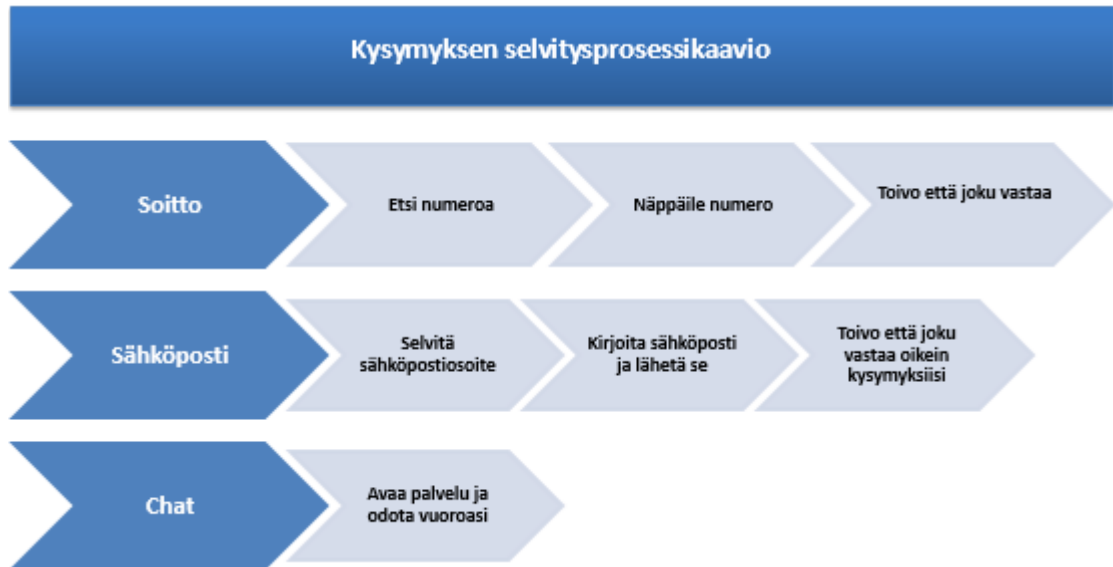 Kysymyksen selvitysprosessikaavio
Soitto
Etsi numeroa
Näppäile numero
Toivo että joku vastaa
Sähköposti
Selvitä
sähköpostiosoite
Kirjoita sähköposti
ja lähetä se
Toivo että joku
vastaa oikein
kysymyksiisi
Chat
Avaa palvelu ja
odota vuoroasi